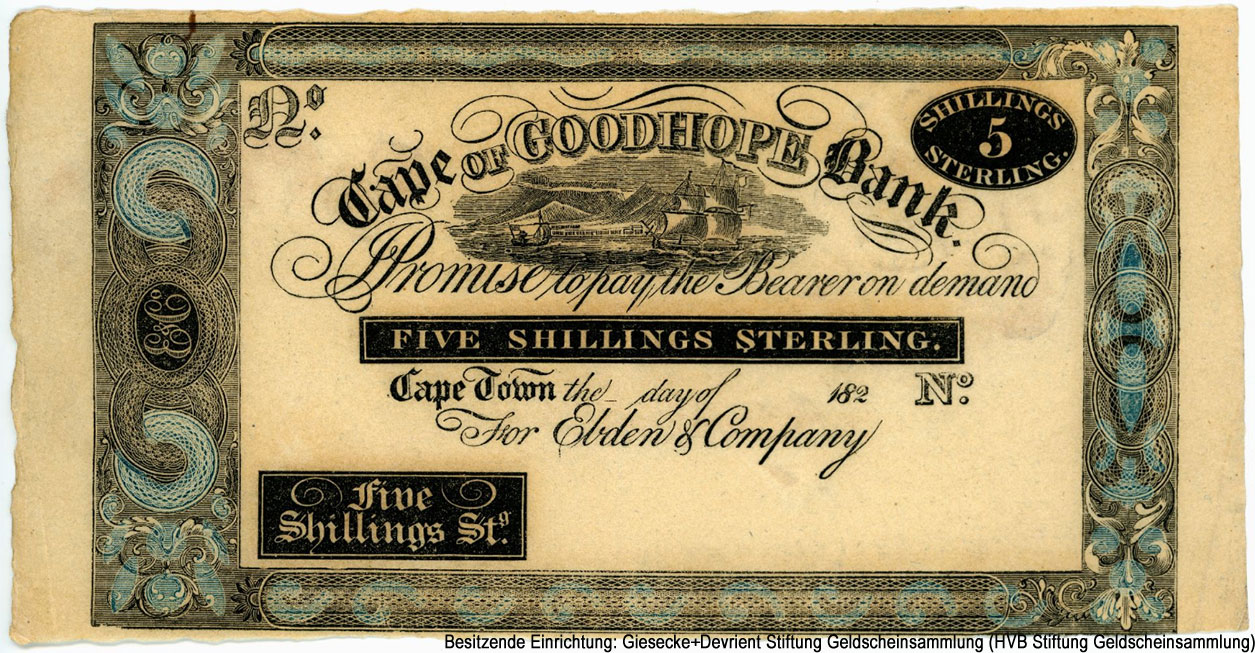 No.
SHILLINGS
5
STERLING.
Cape OF GOODHOPE Bank.
Promise to pay the Bearer on demand
FIVE SHILLINGS STERLING.
Cape Town the day of 182 No.
For Ebden & Company
E&Co
Five
Shillings Stg.
Besitzende Einrichtung: Giesecke+Devrient Stiftung Geldscheinsammlung (HVB Stiftung Geldscheinsammlung)